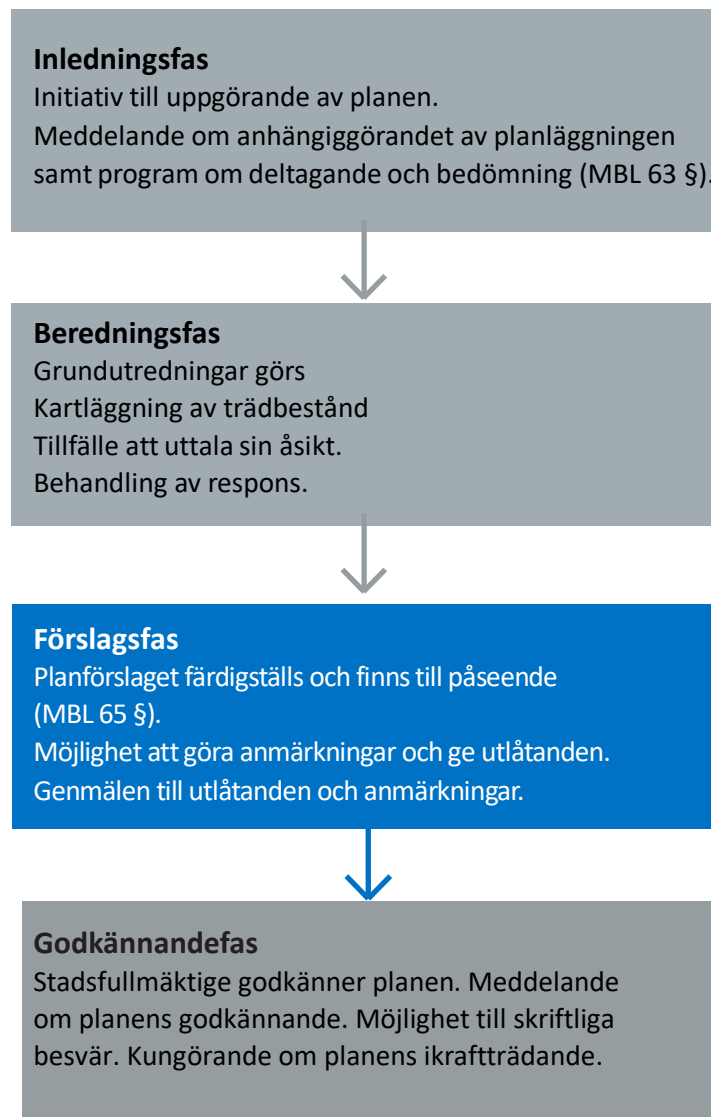 Inledningsfas
Initiativ till uppgörande av planen.
Meddelande om anhängiggörandet av planläggningen
samt program om deltagande och bedömning (MBL 63 §).
Beredningsfas
Grundutredningar görs
Kartläggning av trädbestånd
Tillfälle att uttala sin åsikt.
Behandling av respons.
Förslagsfas
Planförslaget färdigställs och finns till påseende
(MBL 65 §).
Möjlighet att göra anmärkningar och ge utlåtanden.
Genmälen till utlåtanden och anmärkningar.
Godkännandefas
Stadsfullmäktige godkänner planen. Meddelande
om planens godkännande. Möjlighet till skriftliga
besvär. Kungörande om planens ikraftträdande.